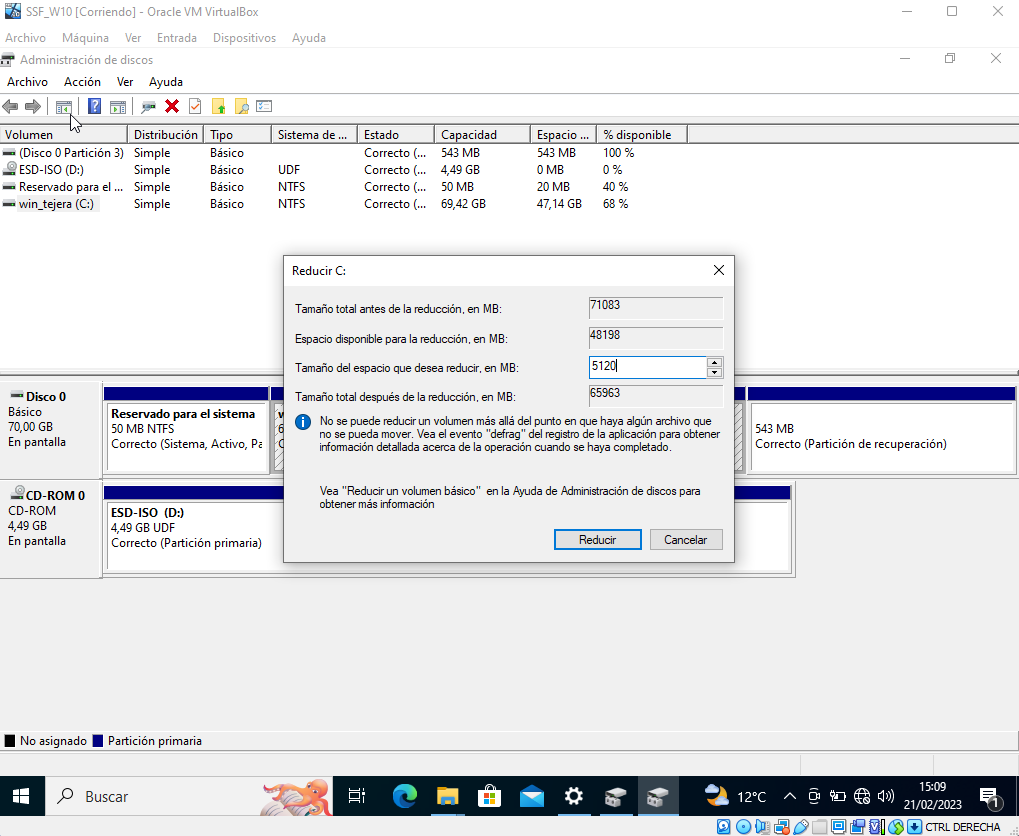 SSF_W10 [Corriendo] - Oracle VM VirtualBox
Archivo Máquina Ver Entrada Dispositivos Ayuda
Administración de discos
Archivo Acción Ver Ayuda
Volumen Distribución Tipo Sistema de ... Estado Capacidad Espacio ... % disponible
(Disco 0 Partición 3) Simple Básico Correcto (... 543 MB 543 MB 100 %
ESD-ISO (D:) Simple Básico UDF Correcto (... 4,49 GB 0 MB 0 %
Reservado para el ... Simple Básico NTFS Correcto (... 50 MB 20 MB 40 %
win_tejera (C:) Simple Básico NTFS Correcto (... 69,42 GB 47,14 GB 68 %
Reducir C:
Tamaño total antes de la reducción, en MB: 71083
Espacio disponible para la reducción, en MB: 48198
Tamaño del espacio que desea reducir, en MB: 5120
Tamaño total después de la reducción, en MB: 65963
No se puede reducir un volumen más allá del punto en que haya algún archivo que
no se pueda mover. Vea el evento "defrag" del registro de la aplicación para obtener
información detallada acerca de la operación cuando se haya completado.
Vea "Reducir un volumen básico" en la Ayuda de Administración de discos para
obtener más información
Reducir Cancelar
Disco 0
Básico
70,00 GB
En pantalla
Reservado para el sistema
50 MB NTFS
Correcto (Sistema, Activo, Pa
543 MB
Correcto (Partición de recuperación)
CD-ROM 0
CD-ROM
4,49 GB
En pantalla
ESD-ISO (D:)
4,49 GB UDF
Correcto (Partición primaria)
No asignado Partición primaria
Buscar
12°C
15:09
21/02/2023
1
CTRL DERECHA